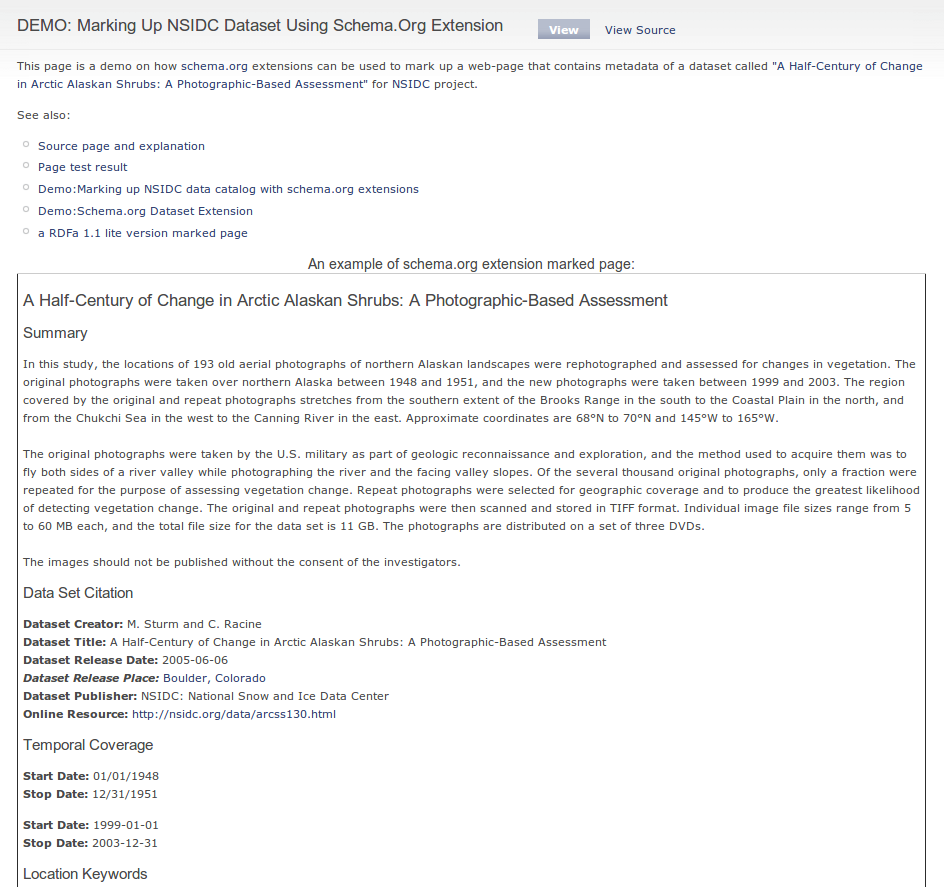 DEMO: Marking Up NSIDC Dataset Using Schema.Org Extension
View
View Source
This page is a demo on how schema.org extensions can be used to mark up a web-page that contains metadata of a dataset called "A Half-Century of Change
in Arctic Alaskan Shrubs: A Photographic-Based Assessment" for NSIDC project.
See also:
Source page and explanation
Page test result
Demo:Marking up NSIDC data catalog with schema.org extensions
Demo:Schema.org Dataset Extension
a RDFa 1.1 lite version marked page
An example of schema.org extension marked page:
A Half-Century of Change in Arctic Alaskan Shrubs: A Photographic-Based Assessment
Summary
In this study, the locations of 193 old aerial photographs of northern Alaskan landscapes were rephotographed and assessed for changes in vegetation. The
original photographs were taken over northern Alaska between 1948 and 1951, and the new photographs were taken between 1999 and 2003. The region
covered by the original and repeat photographs stretches from the southern extent of the Brooks Range in the south to the Coastal Plain in the north, and
from the Chukchi Sea in the west to the Canning River in the east. Approximate coordinates are 68°N to 70°N and 145°W to 165°W.
The original photographs were taken by the U.S. military as part of geologic reconnaissance and exploration, and the method used to acquire them was to
fly both sides of a river valley while photographing the river and the facing valley slopes. Of the several thousand original photographs, only a fraction were
repeated for the purpose of assessing vegetation change. Repeat photographs were selected for geographic coverage and to produce the greatest likelihood
of detecting vegetation change. The original and repeat photographs were then scanned and stored in TIFF format. Individual image file sizes range from 5
to 60 MB each, and the total file size for the data set is 11 GB. The photographs are distributed on a set of three DVDs.
The images should not be published without the consent of the investigators.
Data Set Citation
Dataset Creator: M. Sturm and C. Racine
Dataset Title: A Half-Century of Change in Arctic Alaskan Shrubs: A Photographic-Based Assessment
Dataset Release Date: 2005-06-06
Dataset Release Place: Boulder, Colorado
Dataset Publisher: NSIDC: National Snow and Ice Data Center
Online Resource: http://nsidc.org/data/arcss130.html
Temporal Coverage
Start Date: 01/01/1948
Stop Date: 12/31/1951
Start Date: 1999-01-01
Stop Date: 2003-12-31
Location Keywords